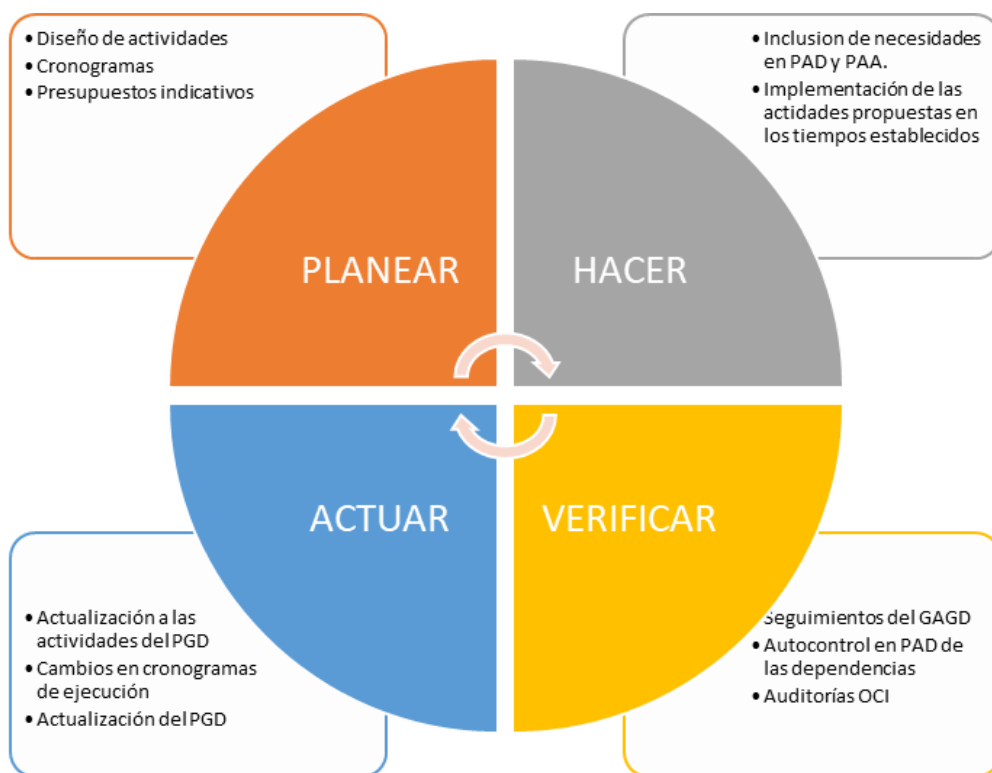 • Diseño de actividades
• Cronogramas
• Presupuestos indicativos
• Inclusion de necesidades
en PAD y PAA.
• Implementación de las
actidades propuestas en
los tiempos establecidos
PLANEAR
HACER
ACTUAR
VERIFICAR
• Actualización a las
actividades del PGD
• Cambios en cronogramas
de ejecución
• Actualización del PGD
• Seguimientos del GAGD
• Autocontrol en PAD de
las dependencias
• Auditorías OCI